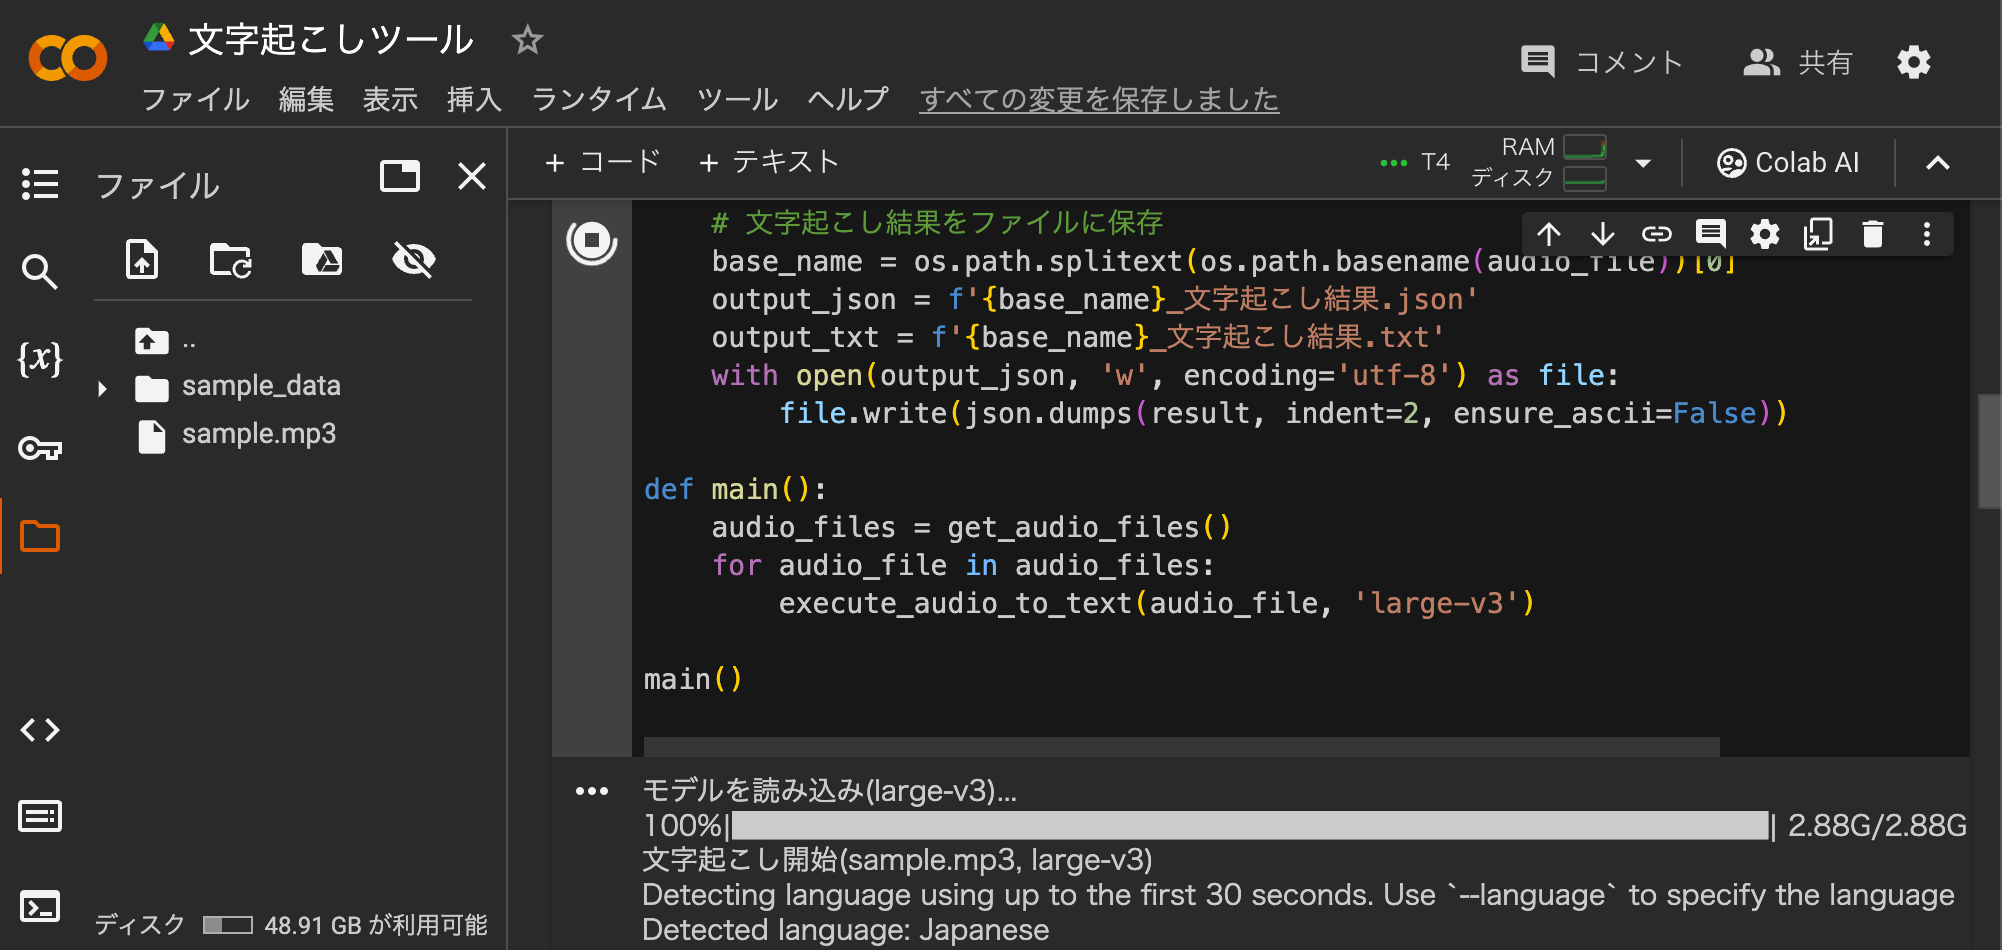 文字起こしツール
ファイル 編集 表示 挿入 ランタイム ツール ヘルプ すべての変更を保存しました
コメント 共有
ファイル
..
sample_data
sample.mp3
ディスク 48.91 GB が利用可能
+ コード + テキスト
T4 RAM
ディスク
Colab AI
# 文字起こし結果をファイルに保存
base_name = os.path.splitext(os.path.basename(audio_file))[0]
output_json = f'{base_name}_文字起こし結果.json'
output_txt = f'{base_name}_文字起こし結果.txt'
with open(output_json, 'w', encoding='utf-8') as file:
file.write(json.dumps(result, indent=2, ensure_ascii=False))
def main():
audio_files = get_audio_files()
for audio_file in audio_files:
execute_audio_to_text(audio_file, 'large-v3')
main()
モデルを読み込み(large-v3)...
100%| | 2.88G/2.88G
文字起こし開始(sample.mp3, large-v3)
Detecting language using up to the first 30 seconds. Use `--language` to specify the language
Detected language: Japanese